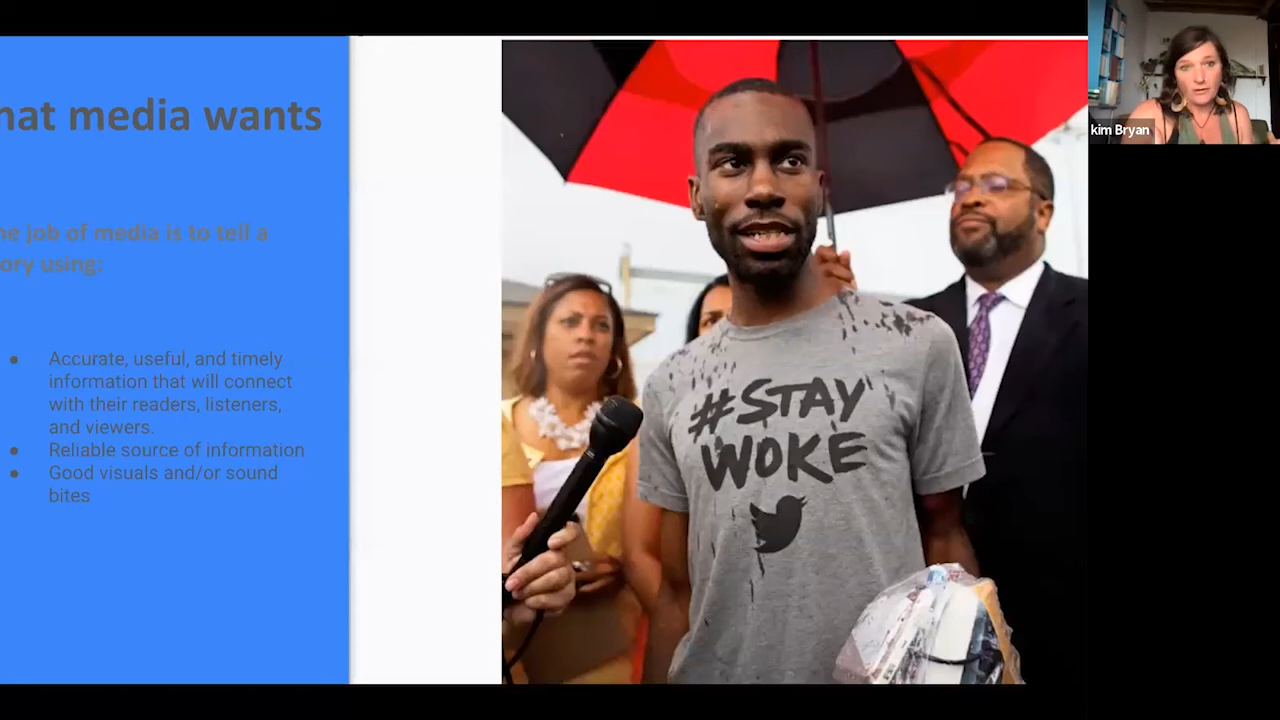 hat media wants
he job of media is to tell a
ory using:
● Accurate, useful, and timely
information that will connect
with their readers, listeners,
and viewers.
● Reliable source of information
● Good visuals and/or sound
bites
#STAY
WOKE
kim Bryan